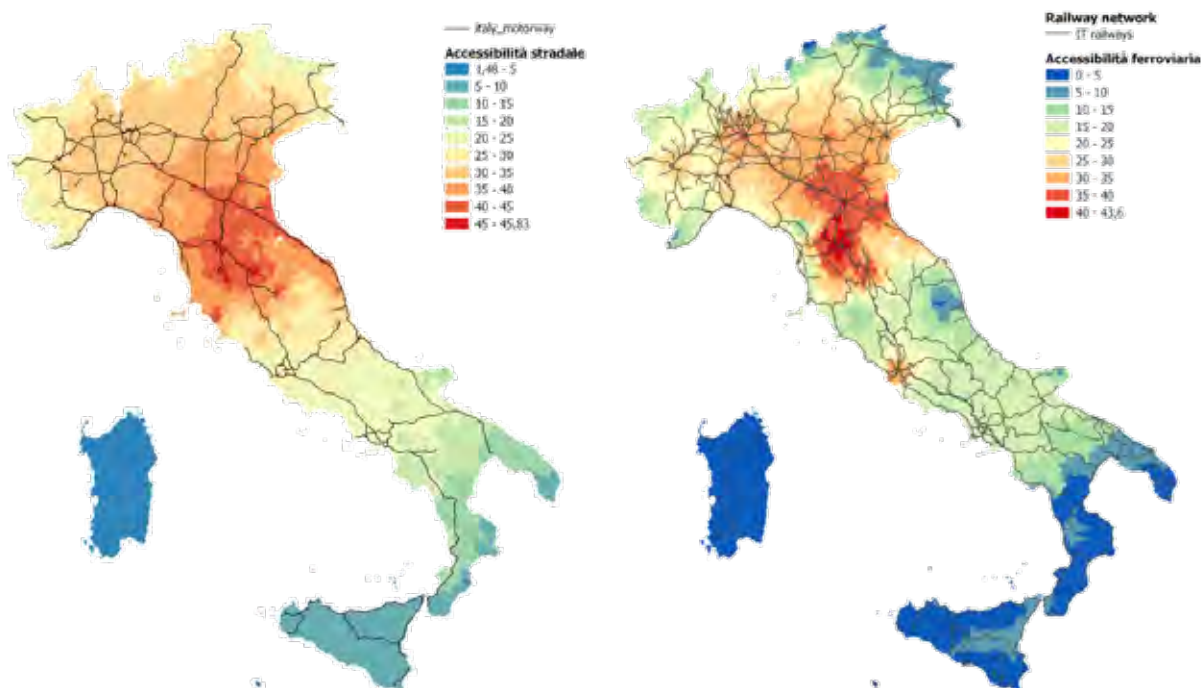 italy_motorway
Accessibilità stradale
1,48 - 5
5 - 10
10 - 15
15 - 20
20 - 25
25 - 30
30 - 35
35 - 40
40 - 45
45 - 45,83
Railway network
IT railways
Accessibilità ferroviaria
0 - 5
5 - 10
10 - 15
15 - 20
20 - 25
25 - 30
30 - 35
35 - 40
40 - 43,6